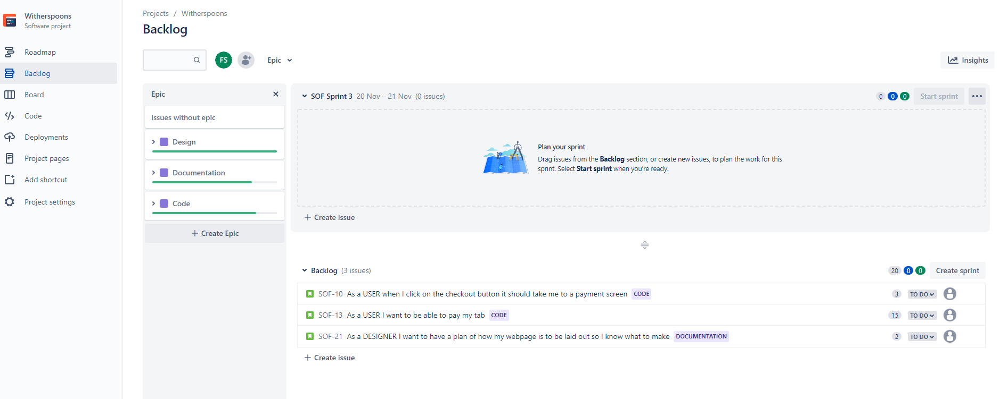 Witherspoons
Software project
Roadmap
Backlog
Board
Code
Deployments
Project pages
Add shortcut
Project settings
Projects / Witherspoons
Backlog
FS
Epic
Insights
Epic
Issues without epic
Design
Documentation
Code
Create Epic
SOF Sprint 3 20 Nov – 21 Nov (0 issues)
0 0 0 Start sprint
Plan your sprint
Drag issues from the Backlog section, or create new issues, to plan the work for this
sprint. Select Start sprint when you're ready.
Create issue
Backlog (3 issues)
20 0 0 Create sprint
SOF-10 As a USER when I click on the checkout button it should take me to a payment screen CODE 3 TO DO
SOF-13 As a USER I want to be able to pay my tab CODE 15 TO DO
SOF-21 As a DESIGNER I want to have a plan of how my webpage is to be laid out so I know what to make DOCUMENTATION 2 TO DO
Create issue